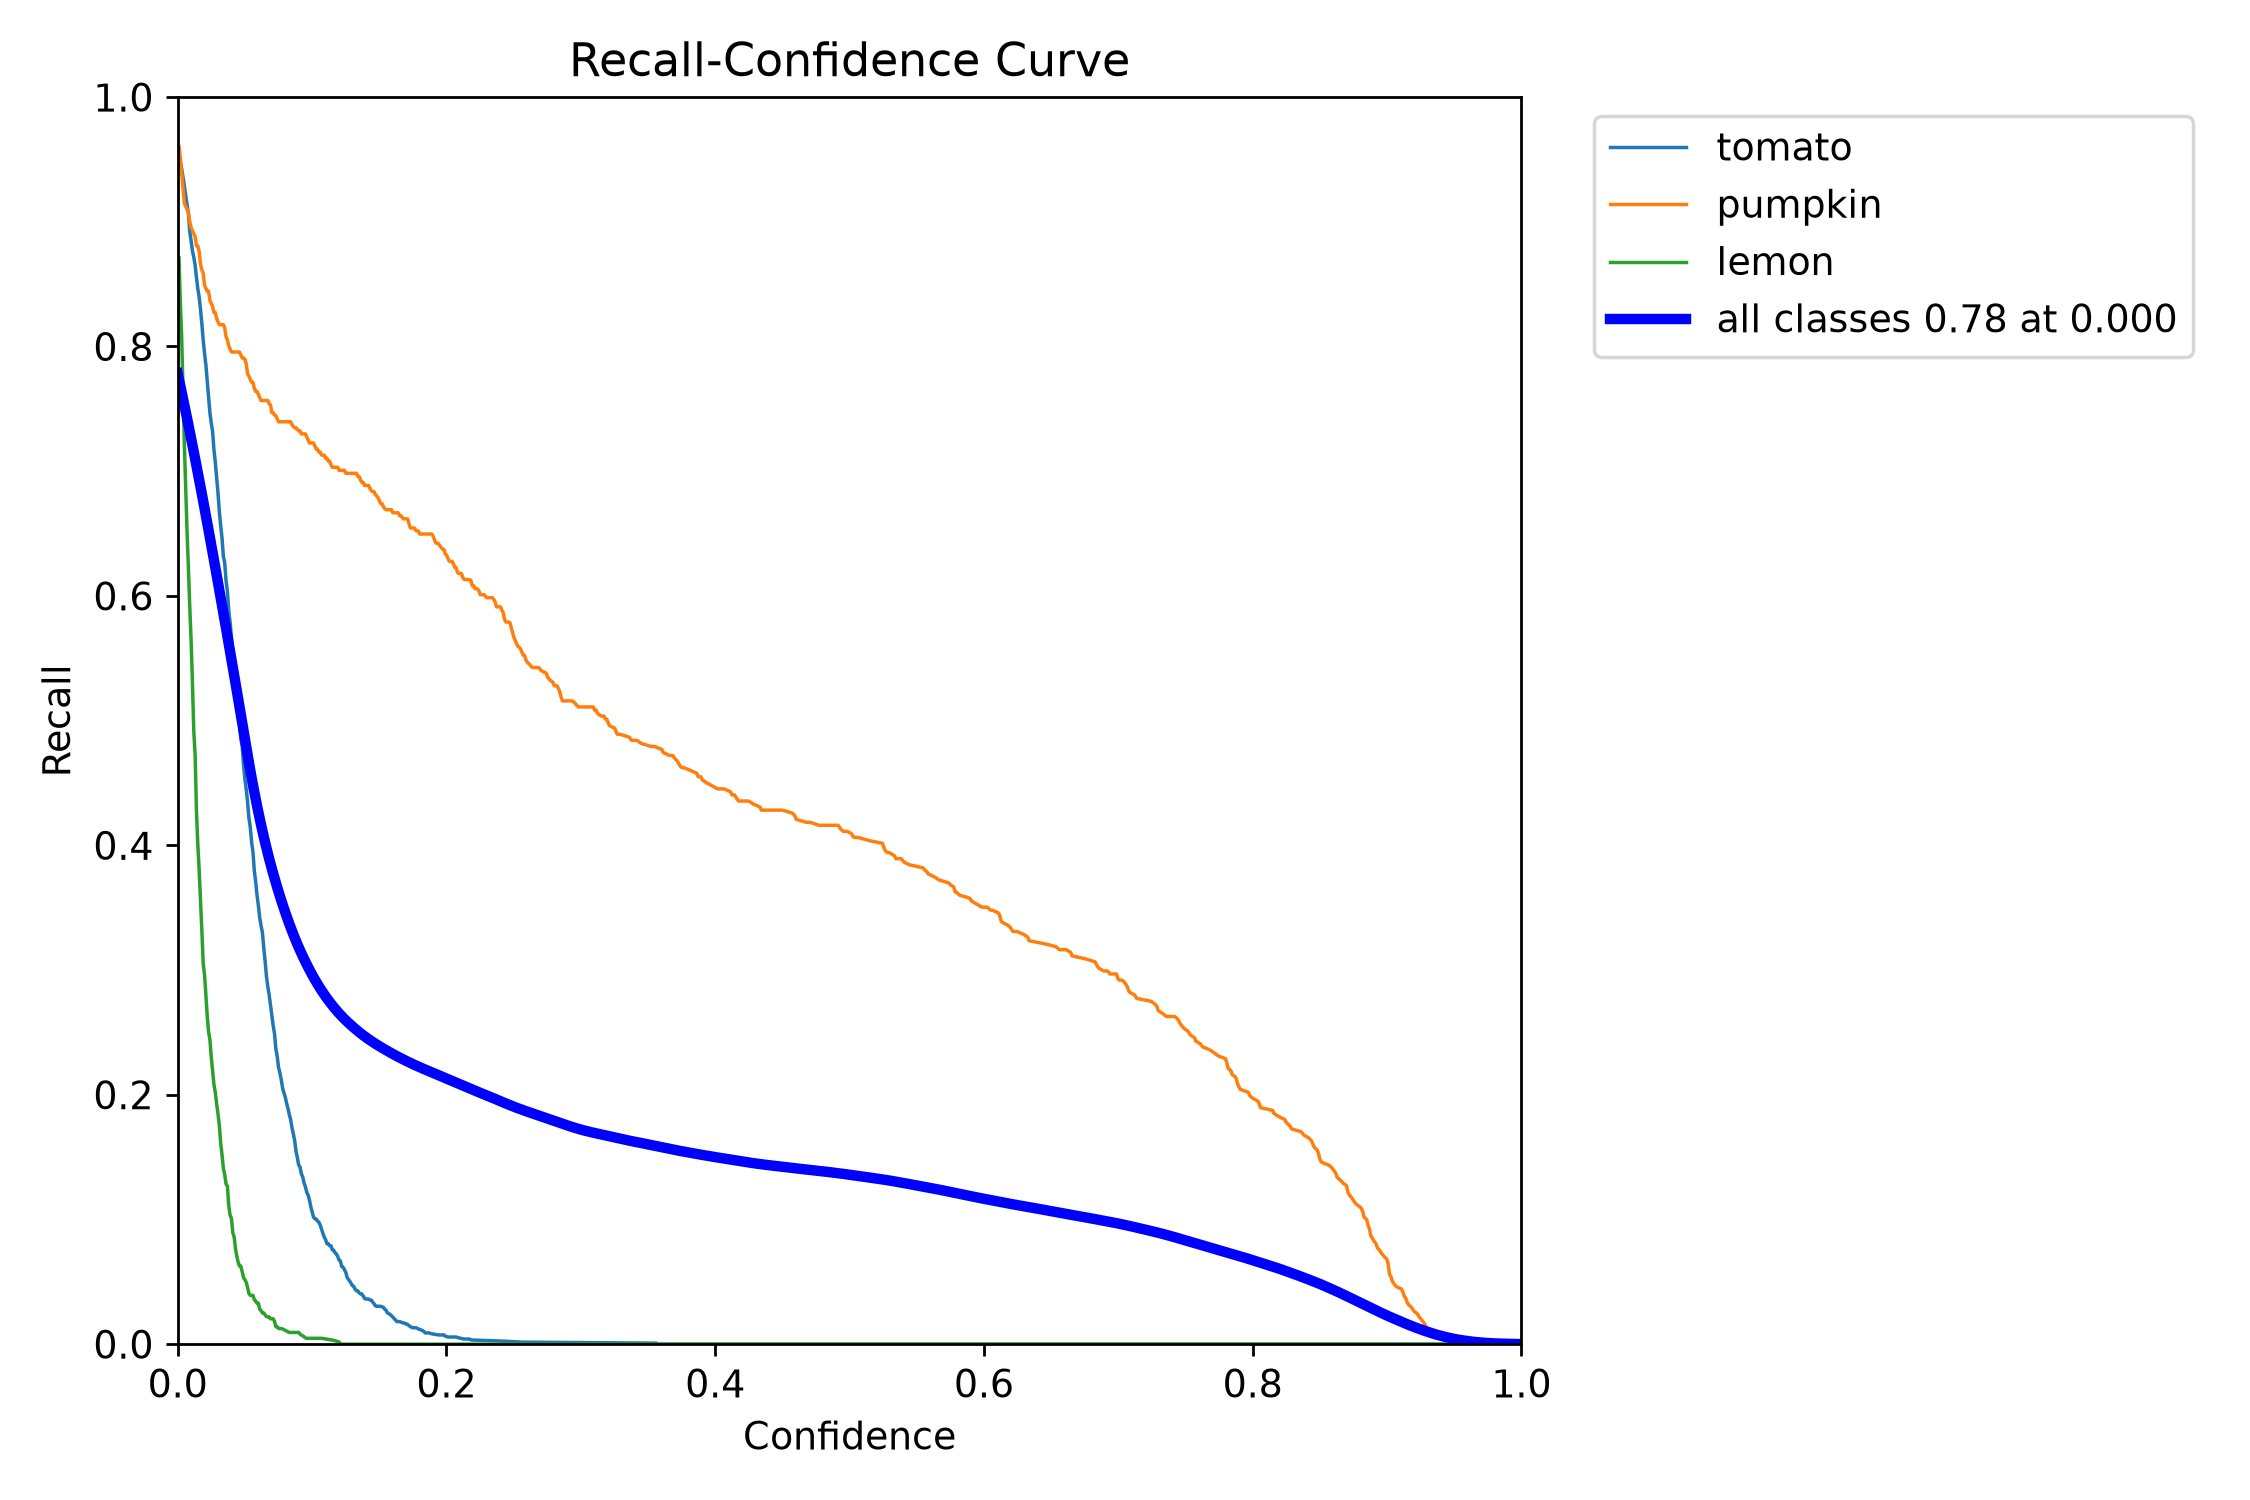 Recall-Confidence Curve
1.0
0.8
0.6
0.4
0.2
0.0
Recall
0.0 0.2 0.4 0.6 0.8 1.0
Confidence
tomato
pumpkin
lemon
all classes 0.78 at 0.000